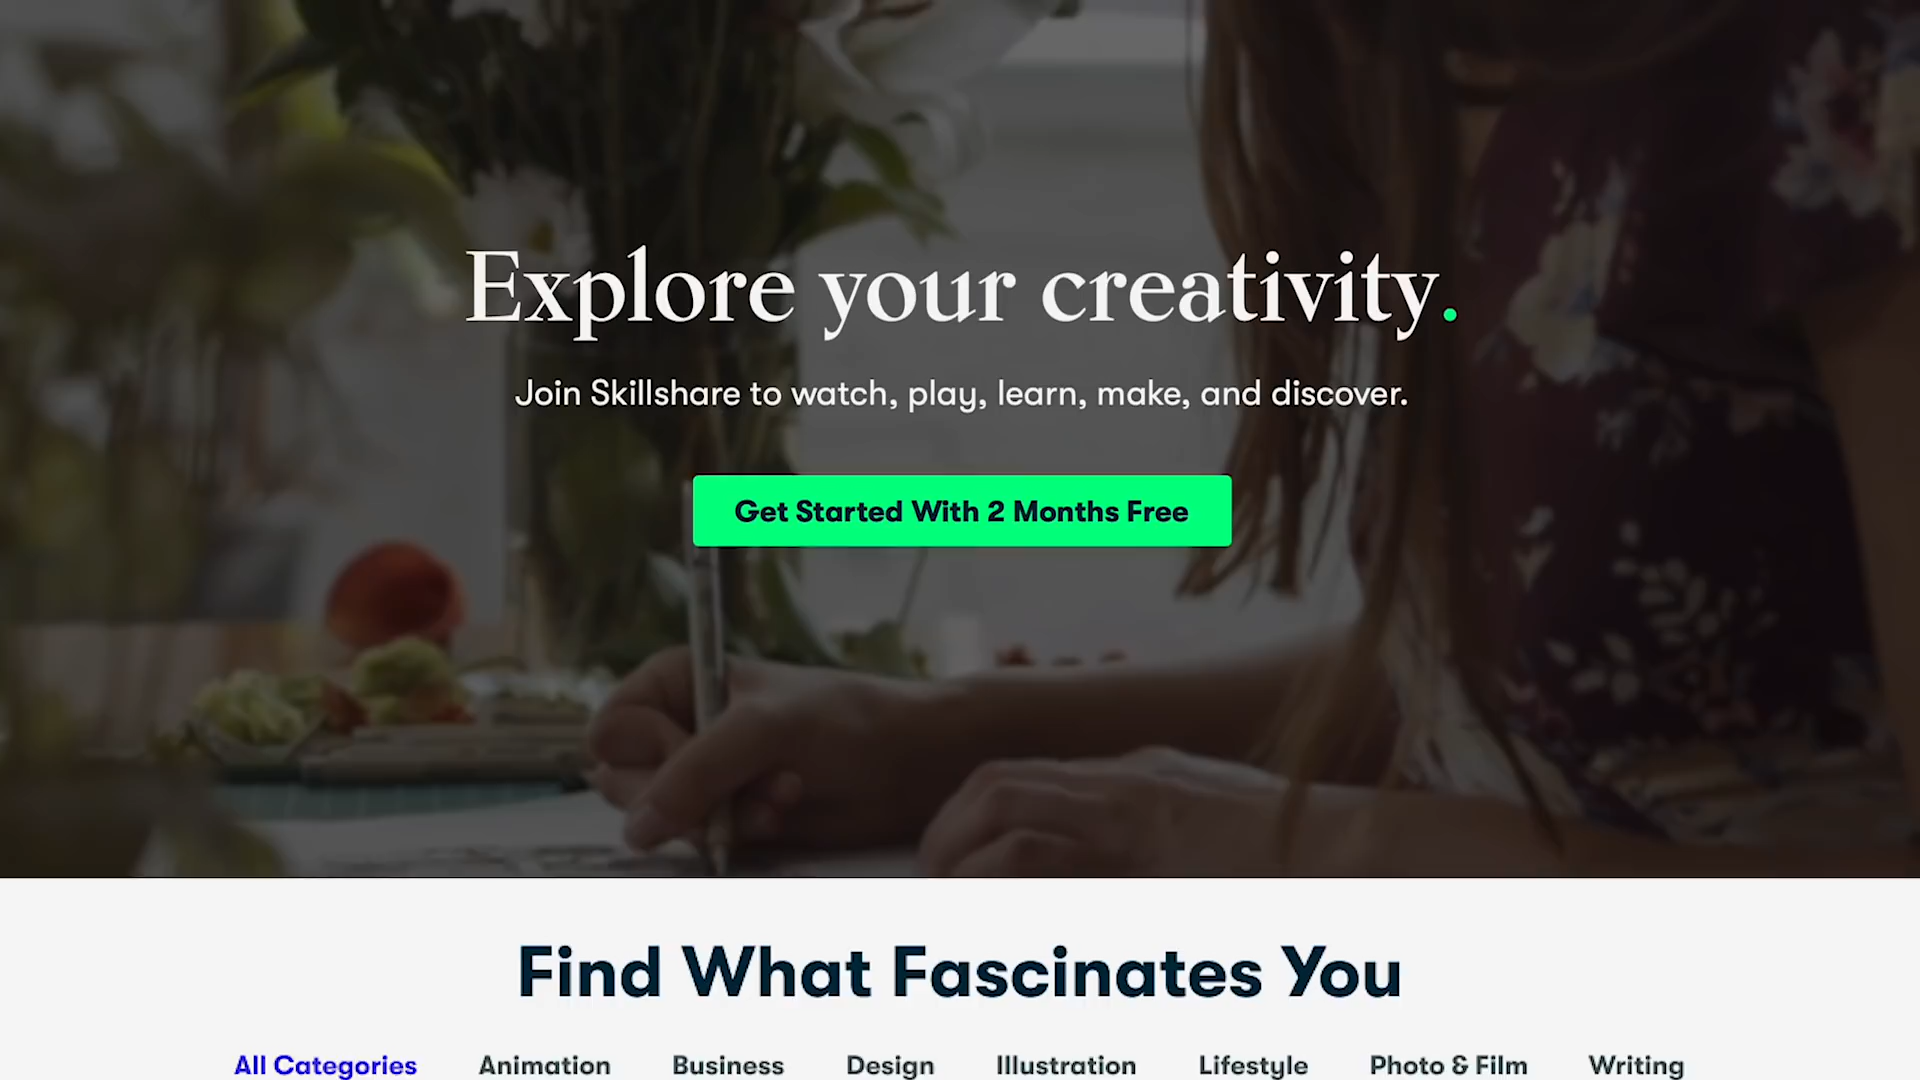 Explore your creativity.
Join Skillshare to watch, play, learn, make, and discover.
Get Started With 2 Months Free
Find What Fascinates You
All Categories Animation Business Design Illustration Lifestyle Photo & Film Writing